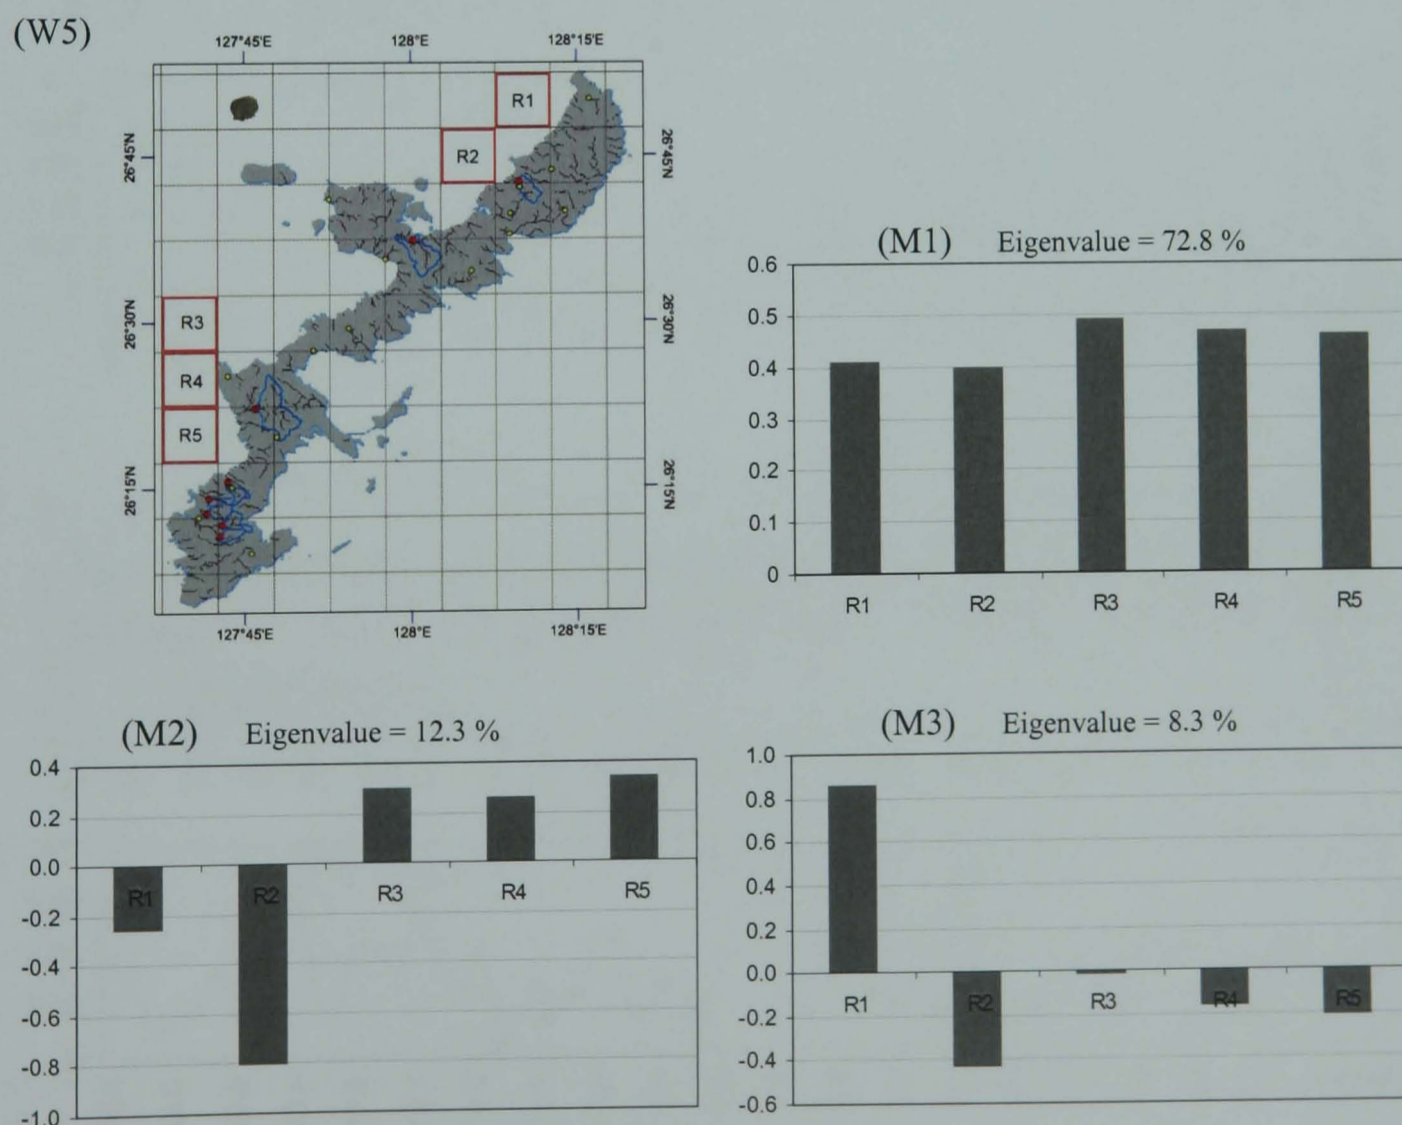 (W5)
127°45'E 128°E 128°15'E
R1
R2
26°45'N 26°45'N
R3
26°30'N 26°30'N
R4
R5
26°15'N 26°15'N
127°45'E 128°E 128°15'E
(M1) Eigenvalue = 72.8 %
0.6
0.5
0.4
0.3
0.2
0.1
0
R1 R2 R3 R4 R5
(M2) Eigenvalue = 12.3 %
0.4
0.2
0.0
R1 R2 R3 R4 R5
-0.2
-0.4
-0.6
-0.8
-1.0
(M3) Eigenvalue = 8.3 %
1.0
0.8
0.6
0.4
0.2
0.0
R1 R2 R3 R4 R5
-0.2
-0.4
-0.6